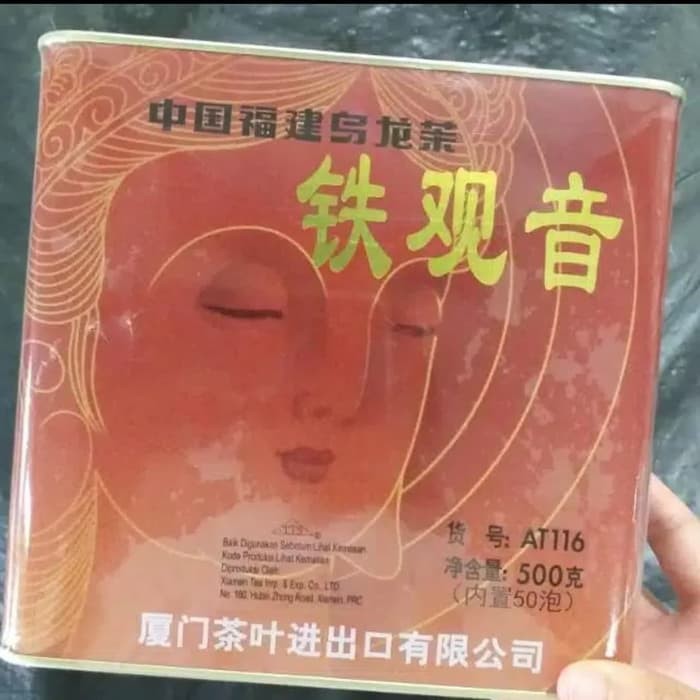 中国福建乌龙茶
铁观音
Baik Digunakan Sebelum Lihat Kemasan
Kode Produksi Lihat Kemasan
Diproduksi Oleh:
Xiamen Tea Imp. & Exp. Co., LTD
No. 180, Hubin Zhong Road, Xiamen, PRC
货 号: AT116
净含量: 500克
(内置50泡)
厦门茶叶进出口有限公司